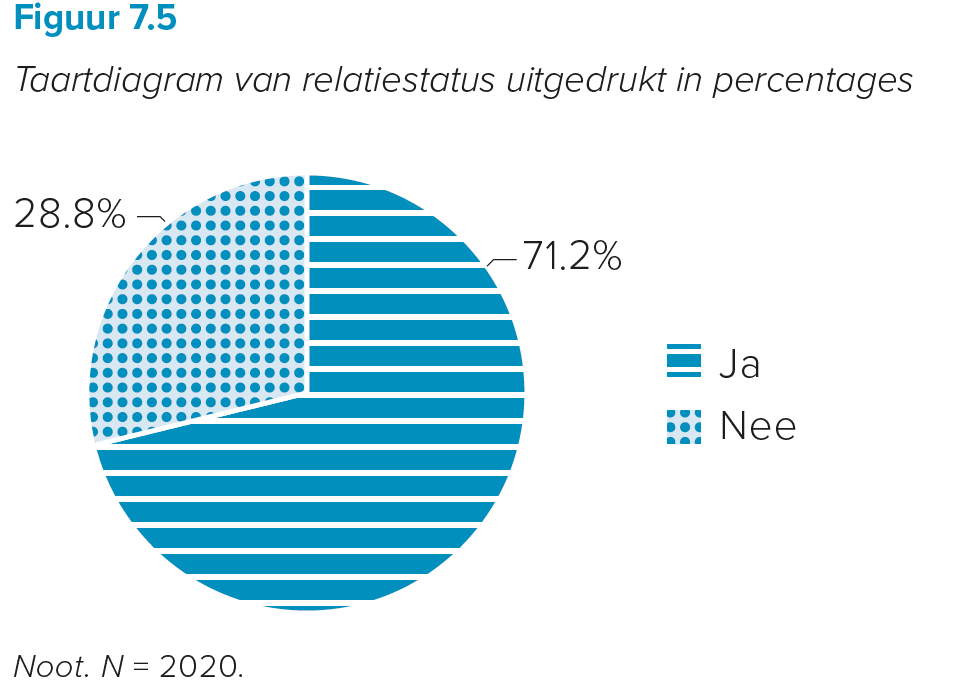 Figuur 7.5
Taartdiagram van relatiestatus uitgedrukt in percentages
28.8%
71.2%
Ja
Nee
Noot. N = 2020.